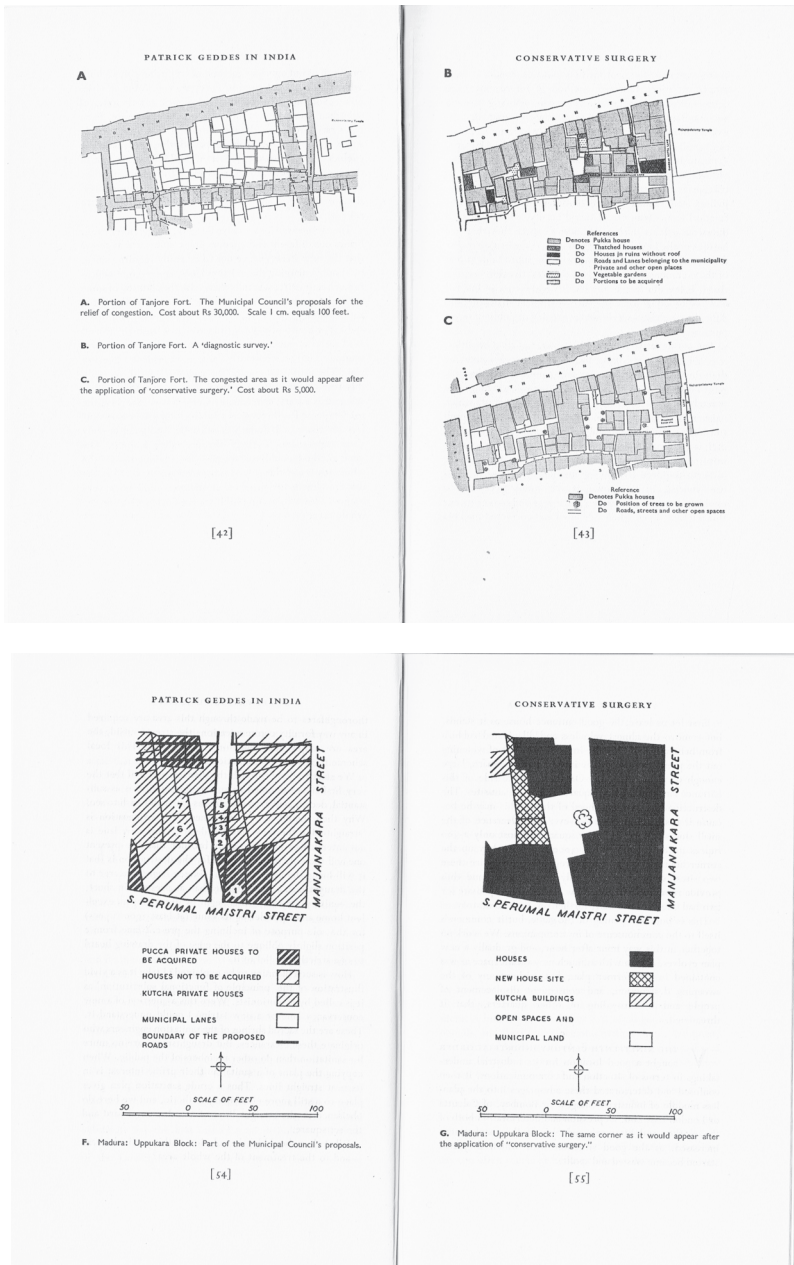 PATRICK GEDDES IN INDIA
A
NORTH MAIN STREET
A. Portion of Tanjore Fort. The Municipal Council's proposals for the
relief of congestion. Cost about Rs 30,000. Scale 1 cm. equals 100 feet.
B. Portion of Tanjore Fort. A 'diagnostic survey.'
C. Portion of Tanjore Fort. The congested area as it would appear after
the application of 'conservative surgery.' Cost about Rs 5,000.
[42]
CONSERVATIVE SURGERY
B
NORTH MAIN STREET
References
Denotes Pukka house
Do Thatched houses
Do Houses in ruins without roof
Do Roads and Lanes belonging to the municipality
Private and other open places
Do Vegetable gardens
Do Portions to be acquired
C
NORTH MAIN STREET
Reference
Denotes Pukka houses
Do Position of trees to be grown
Do Roads, streets and other open spaces
[43]
PATRICK GEDDES IN INDIA
7
6
5
4
3
2
1
MANJANAKARA STREET
S. PERUMAL MAISTRI STREET
PUCCA PRIVATE HOUSES TO
BE ACQUIRED
HOUSES NOT TO BE ACQUIRED
KUTCHA PRIVATE HOUSES
MUNICIPAL LANES
BOUNDARY OF THE PROPOSED
ROADS
SCALE OF FEET
50 0 50 100
F. Madura: Uppukara Block: Part of the Municipal Council's proposals.
[54]
CONSERVATIVE SURGERY
MANJANAKARA STREET
S. PERUMAL MAISTRI STREET
HOUSES
NEW HOUSE SITE
KUTCHA BUILDINGS
OPEN SPACES AND
MUNICIPAL LAND
SCALE OF FEET
50 0 50 100
G. Madura: Uppukara Block: The same corner as it would appear after
the application of "conservative surgery."
[55]